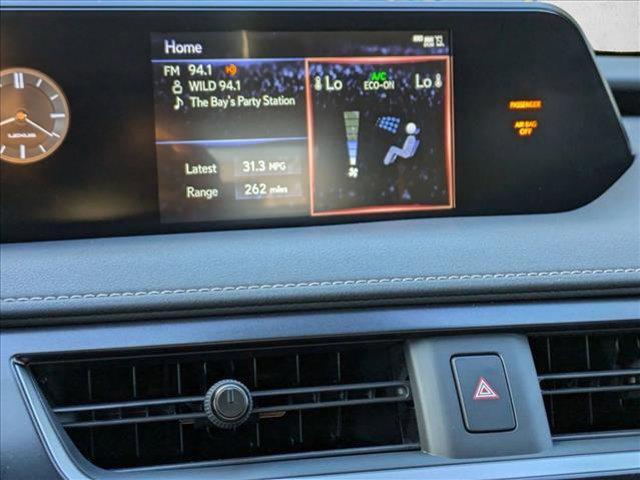 Home
FM 94.1
WILD 94.1
The Bay's Party Station
Latest 31.3 MPG
Range 262 miles
Lo
A/C
ECO-ON
Lo
PASSENGER
AIR BAG
OFF
LEXUS